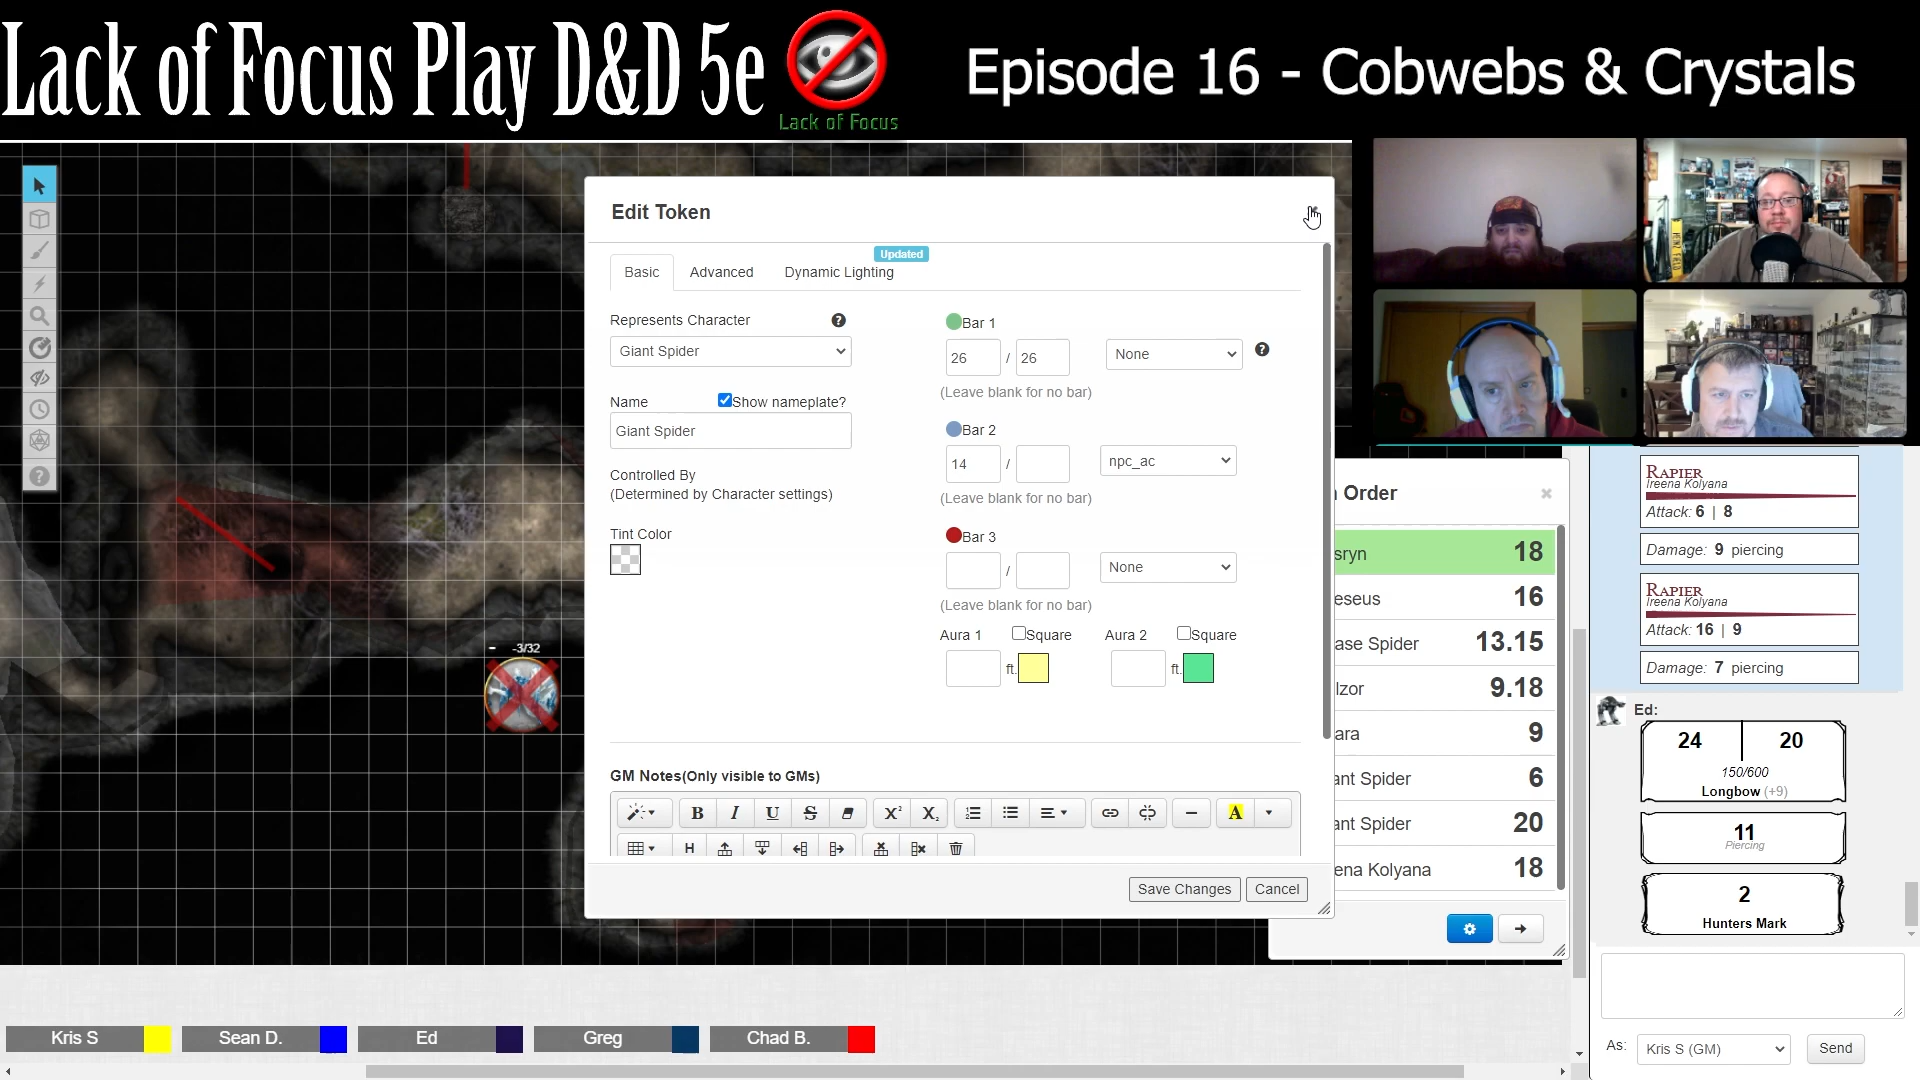 Lack of Focus Play D&D 5e
Lack of Focus
Episode 16 - Cobwebs & Crystals
Edit Token
Updated
Basic
Advanced
Dynamic Lighting
Represents Character
Giant Spider
Name
Show nameplate?
Giant Spider
Controlled By
(Determined by Character settings)
Tint Color
Bar 1
26 / 26
None
(Leave blank for no bar)
Bar 2
14 /
npc_ac
(Leave blank for no bar)
Bar 3
/
None
(Leave blank for no bar)
Aura 1
Square
Aura 2
Square
ft.
ft.
GM Notes(Only visible to GMs)
B I U S X² X₂ A
H
Save Changes
Cancel
-3/32
Order
sryn 18
eseus 16
ase Spider 13.15
lzor 9.18
ara 9
ant Spider 6
ant Spider 20
ena Kolyana 18
Rapier
Ireena Kolyana
Attack: 6 | 8
Damage: 9 piercing
Rapier
Ireena Kolyana
Attack: 16 | 9
Damage: 7 piercing
Ed:
24 20
150/600
Longbow (+9)
11
Piercing
2
Hunters Mark
As:
Kris S (GM)
Send
Kris S
Sean D.
Ed
Greg
Chad B.